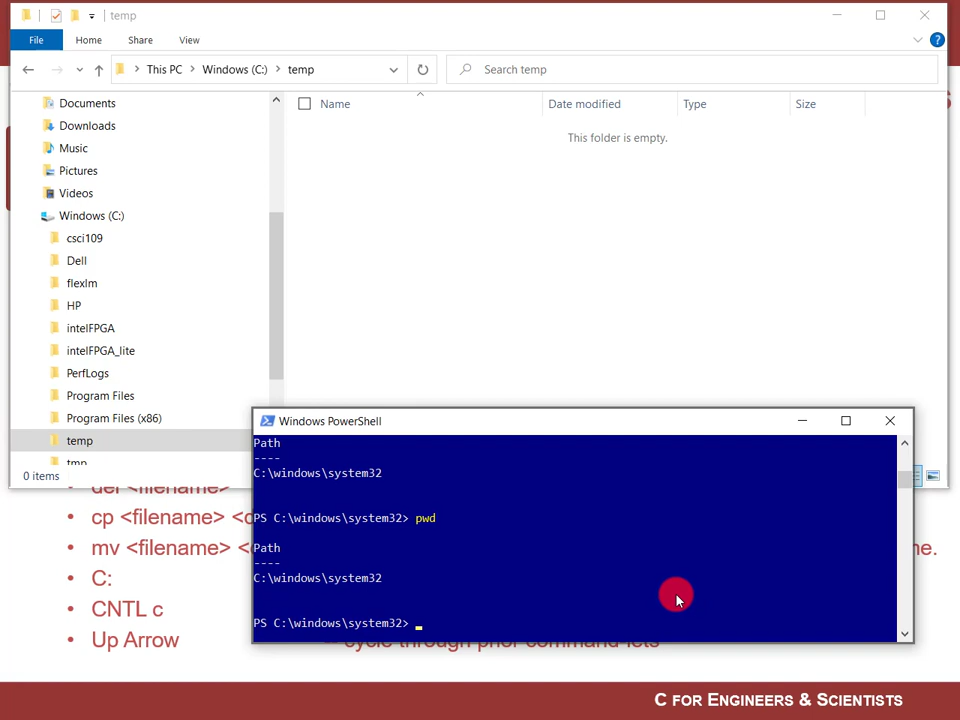 temp
File Home Share View
This PC > Windows (C:) > temp
Search temp
Name Date modified Type Size
This folder is empty.
Documents
Downloads
Music
Pictures
Videos
Windows (C:)
csci109
Dell
flexlm
HP
intelFPGA
intelFPGA_lite
PerfLogs
Program Files
Program Files (x86)
temp
tmp
0 items
Windows PowerShell
Path
----
C:\windows\system32
PS C:\windows\system32> pwd
Path
----
C:\windows\system32
PS C:\windows\system32>
• del <filename>
• cp <filename> <
• mv <filename> < me.
• C:
• CNTL c
• Up Arrow -- cycle through prior command-lets
C FOR ENGINEERS & SCIENTISTS